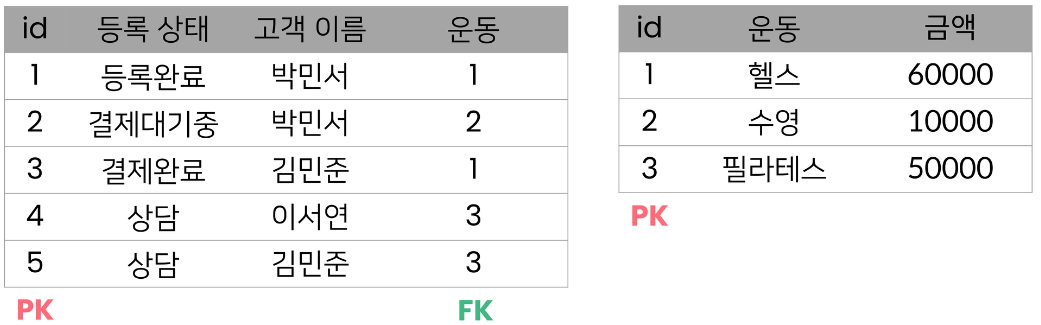 id 등록 상태 고객 이름 운동
1 등록완료 박민서 1
2 결제대기중 박민서 2
3 결제완료 김민준 1
4 상담 이서연 3
5 상담 김민준 3
PK FK
id 운동 금액
1 헬스 60000
2 수영 10000
3 필라테스 50000
PK